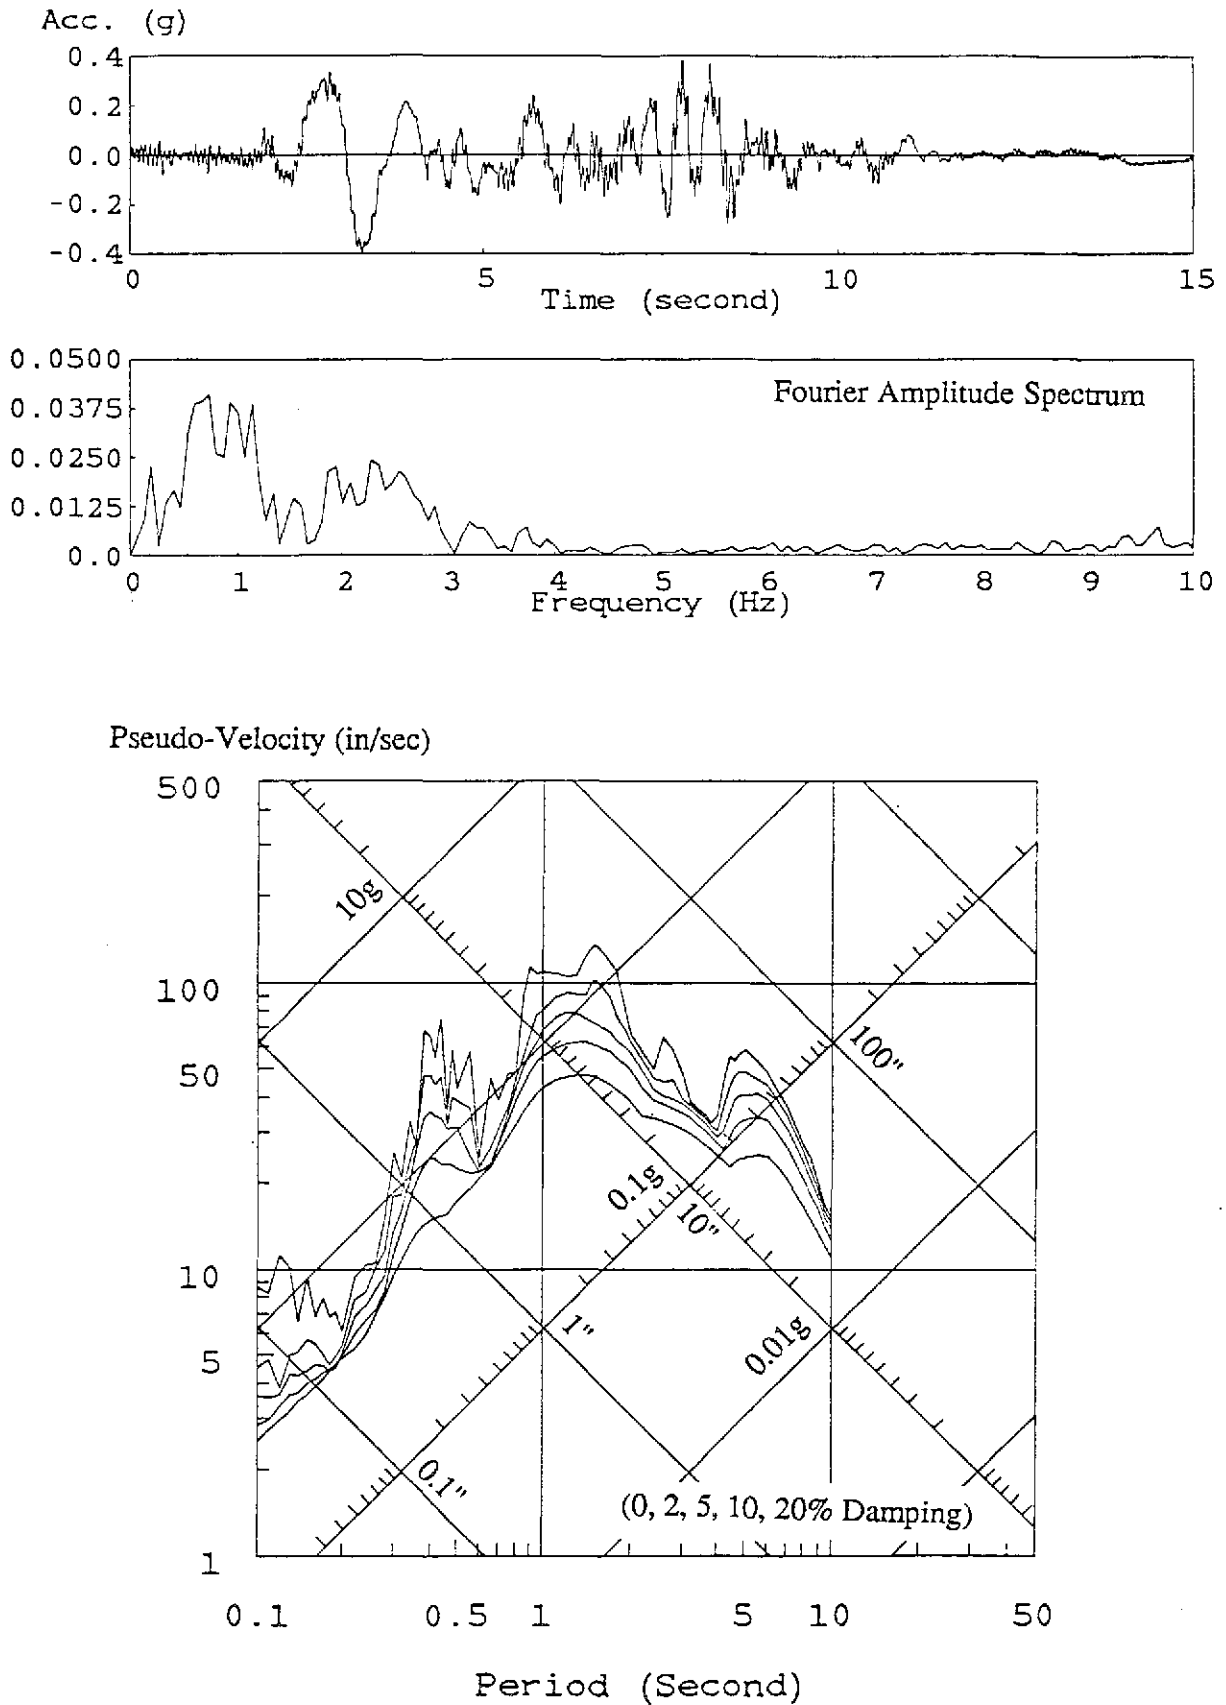 Acc. (g)
0.4
0.2
0.0
-0.2
-0.4
0 5 10 15
Time (second)
0.0500
0.0375
0.0250
0.0125
0.0
Fourier Amplitude Spectrum
0 1 2 3 4 5 6 7 8 9 10
Frequency (Hz)
Pseudo-Velocity (in/sec)
500
100
50
10
5
1
10g
100"
0.1g
10"
1"
0.01g
0.1"
(0, 2, 5, 10, 20% Damping)
0.1 0.5 1 5 10 50
Period (Second)